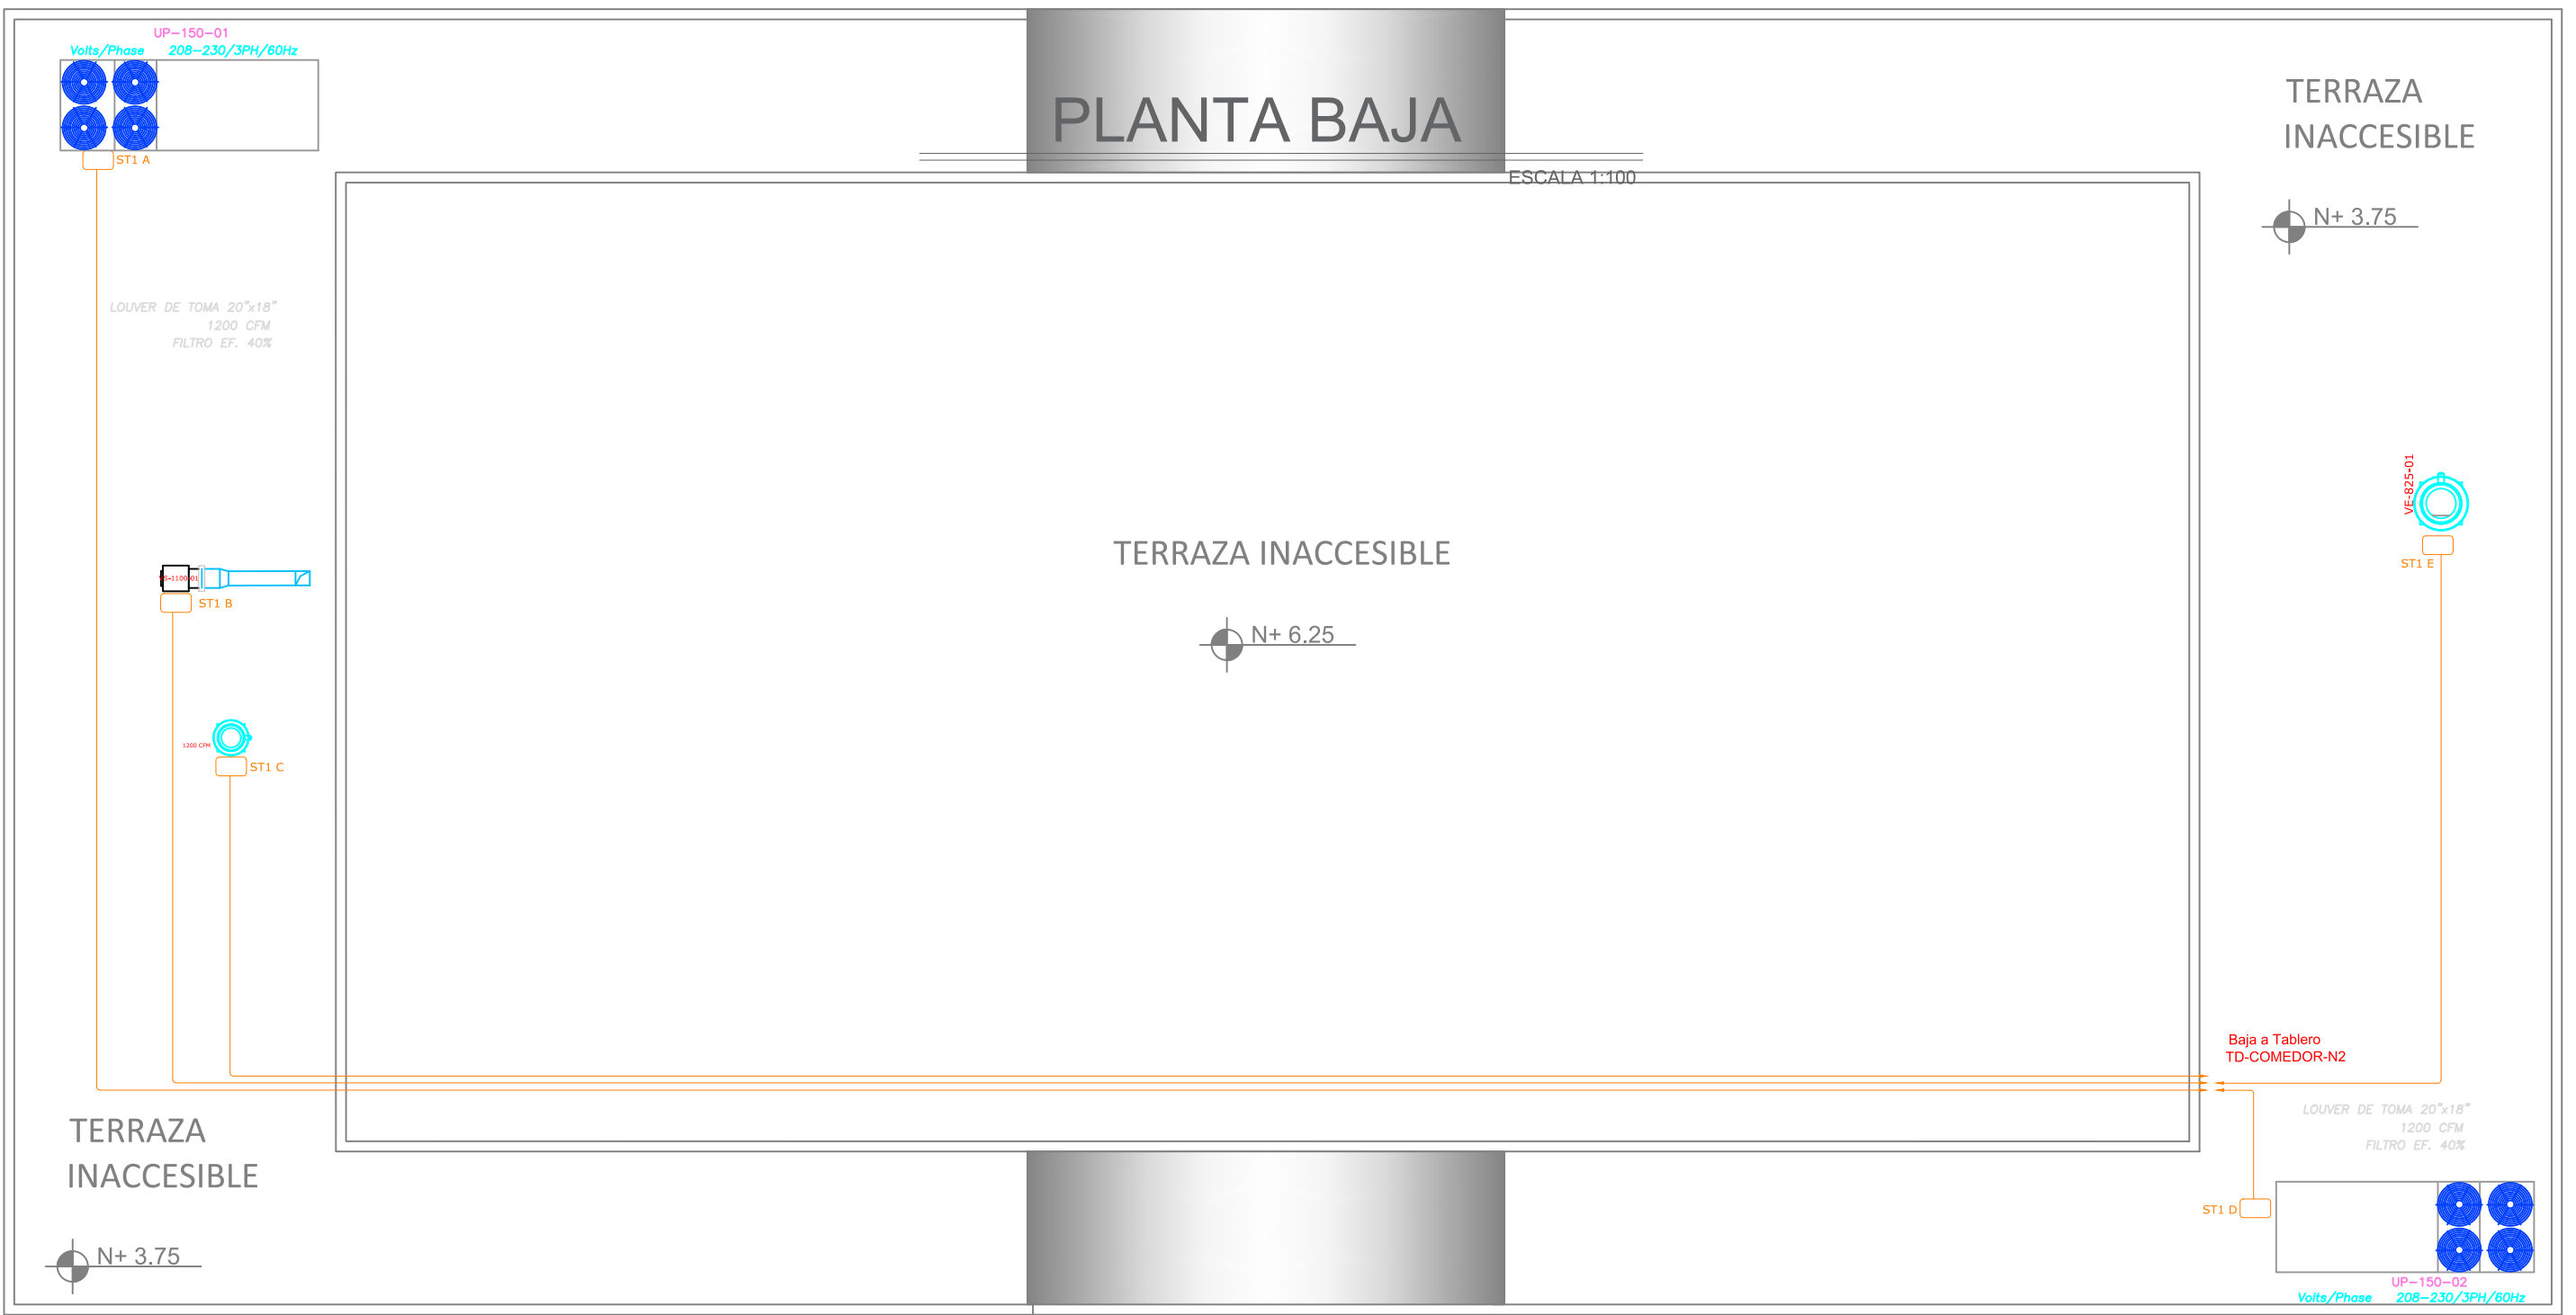 UP-150-01
Volts/Phase 208-230/3PH/60Hz
ST1 A
PLANTA BAJA
ESCALA 1:100
TERRAZA
INACCESIBLE
N+ 3.75
LOUVER DE TOMA 20"x18"
1200 CFM
FILTRO EF. 40%
VE-825-01
ST1 E
TERRAZA INACCESIBLE
N+ 6.25
ST1 B
1200 CFM
ST1 C
Baja a Tablero
TD-COMEDOR-N2
LOUVER DE TOMA 20"x18"
1200 CFM
FILTRO EF. 40%
TERRAZA
INACCESIBLE
N+ 3.75
ST1 D
UP-150-02
Volts/Phase 208-230/3PH/60Hz